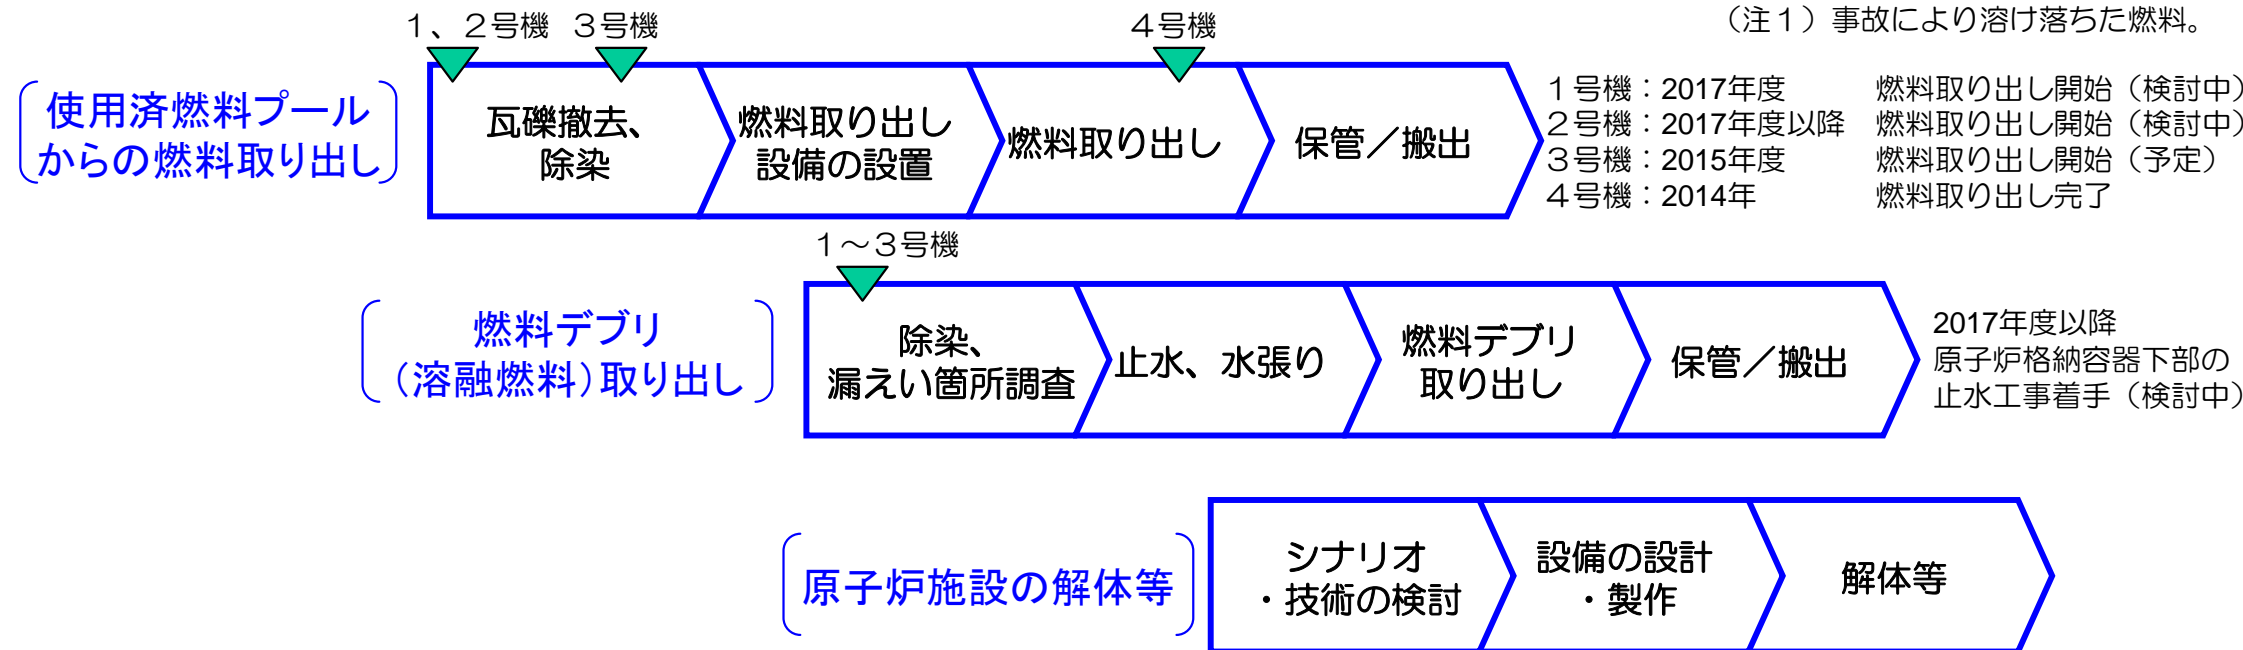 （注１）事故により溶け落ちた燃料。
１、２号機
３号機
４号機
使用済燃料プール
からの燃料取り出し
瓦礫撤去、
除染
燃料取り出し
設備の設置
燃料取り出し
保管／搬出
１号機：2017年度 燃料取り出し開始（検討中）
２号機：2017年度以降 燃料取り出し開始（検討中）
３号機：2015年度 燃料取り出し開始（予定）
４号機：2014年 燃料取り出し完了
１～３号機
燃料デブリ
（溶融燃料）取り出し
除染、
漏えい箇所調査
止水、水張り
燃料デブリ
取り出し
保管／搬出
2017年度以降
原子炉格納容器下部の
止水工事着手（検討中）
原子炉施設の解体等
シナリオ
・技術の検討
設備の設計
・製作
解体等